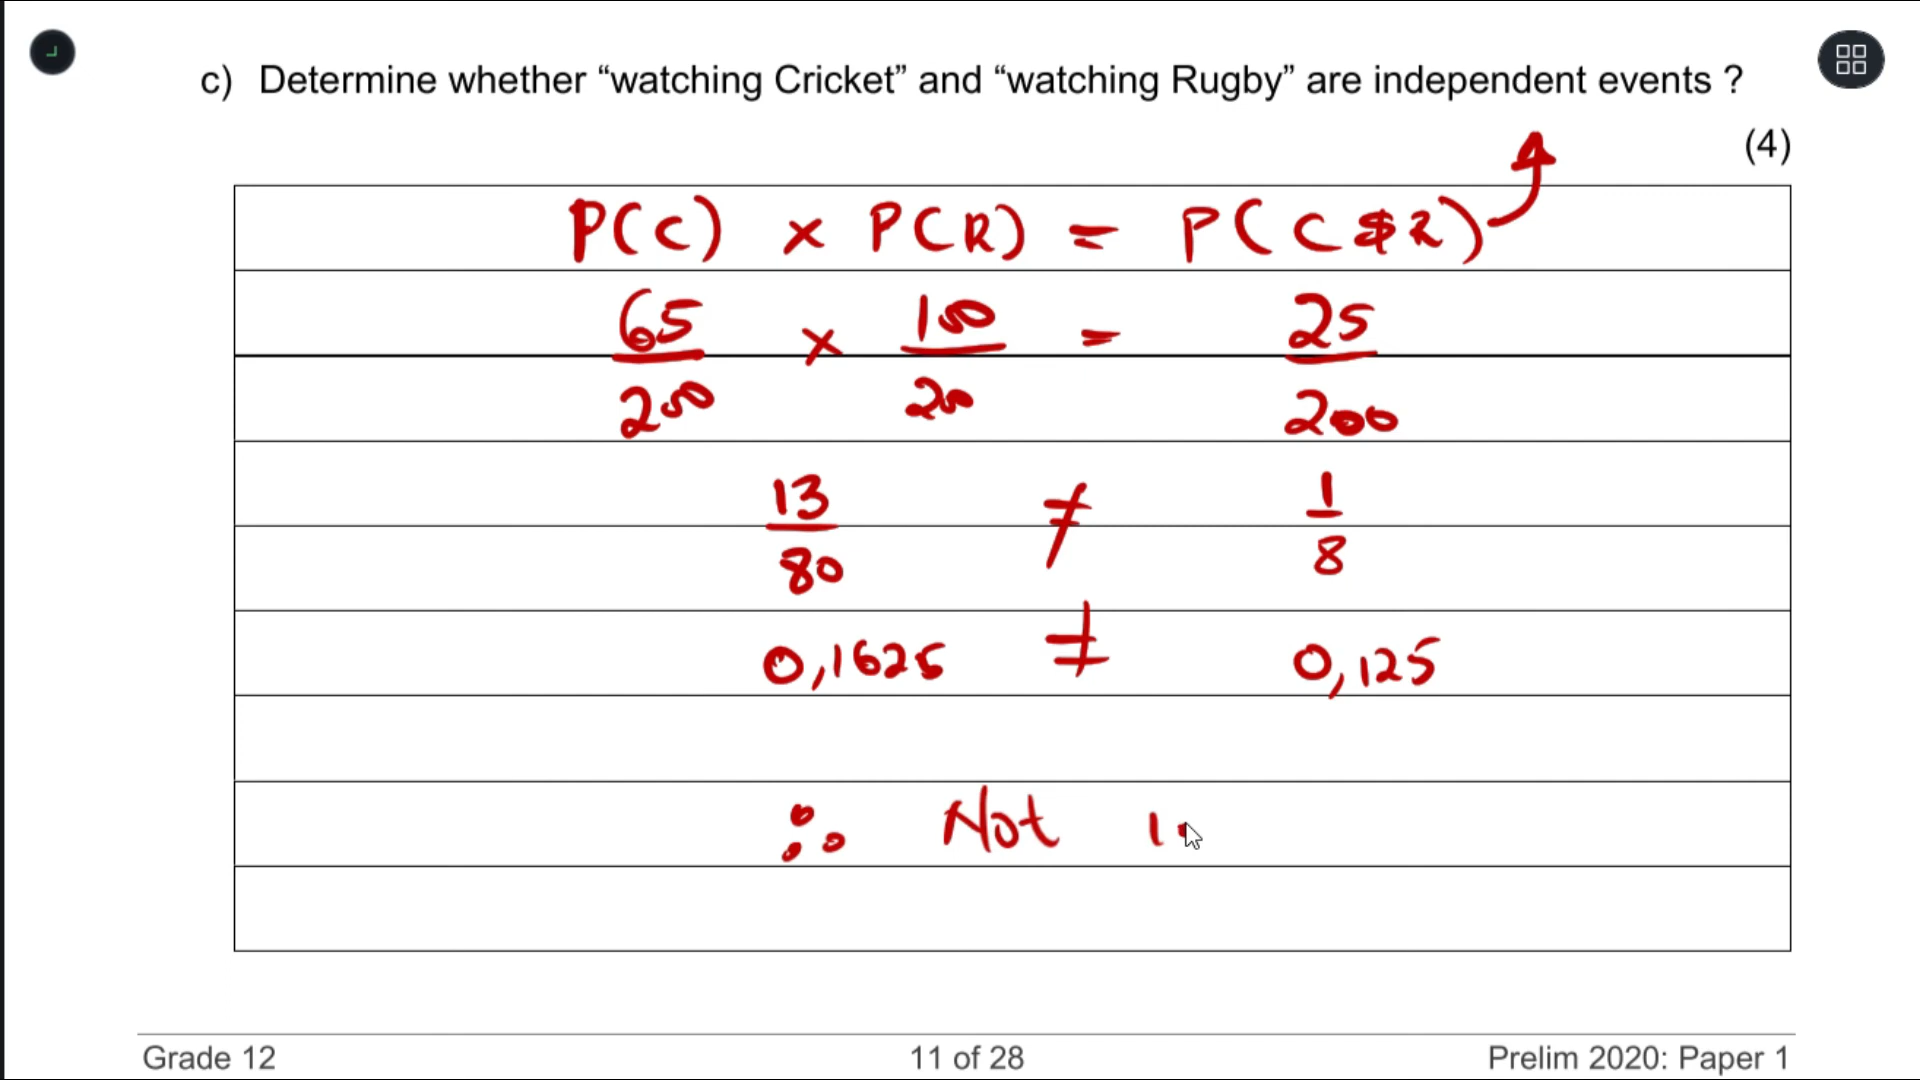 c) Determine whether “watching Cricket” and “watching Rugby” are independent events ?
(4)
P(C) × P(R) = P(C & R)
65/200 × 100/200 = 25/200
13/80 ≠ 1/8
0,1625 ≠ 0,125
∴ Not
Grade 12 11 of 28 Prelim 2020: Paper 1